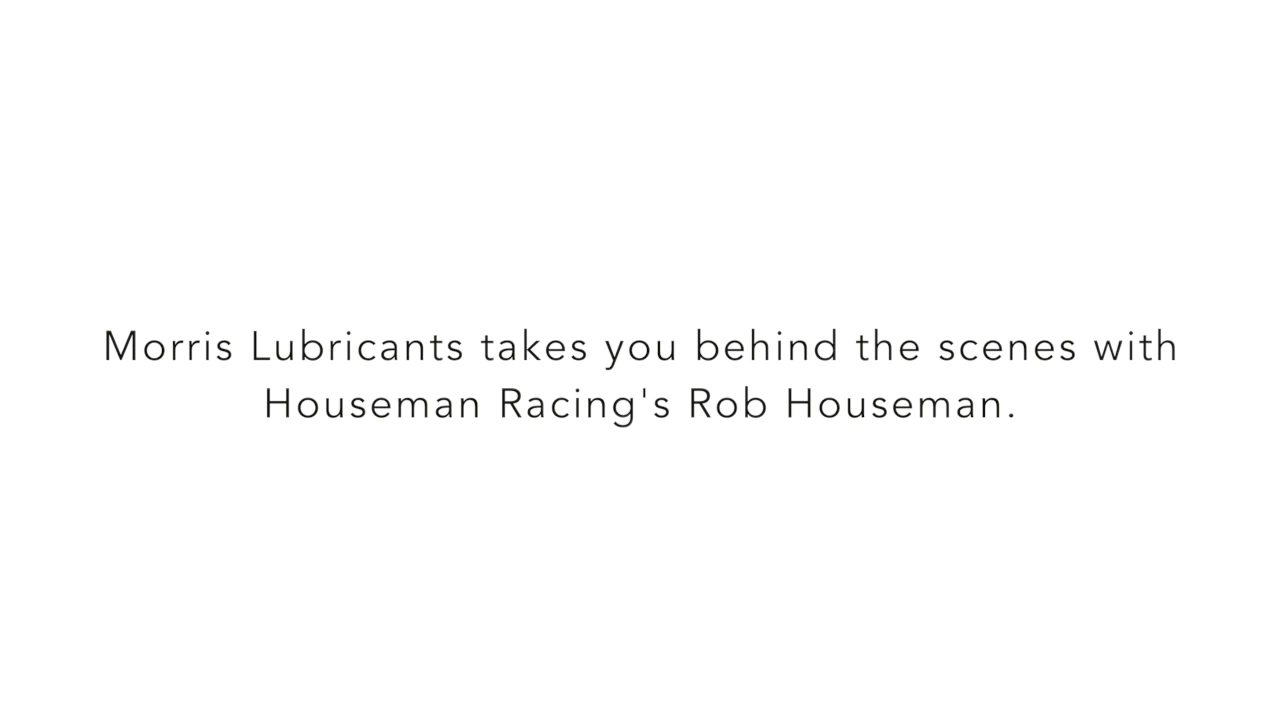 Morris Lubricants takes you behind the scenes with
Houseman Racing's Rob Houseman.